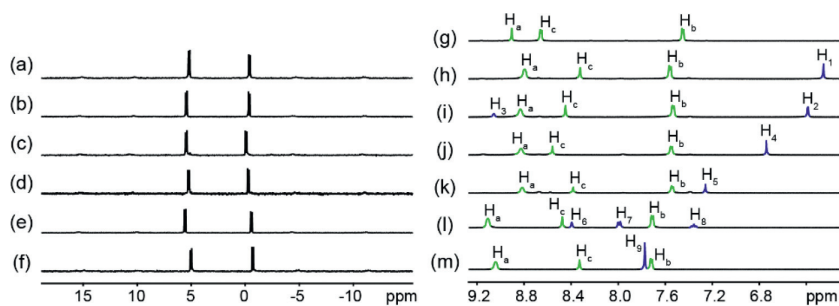 (a)
(b)
(c)
(d)
(e)
(f)
15 10 5 0 -5 -10 ppm
(g) Ha Hc Hb
(h) Ha Hc Hb H1
(i) H3 Ha Hc Hb H2
(j) Ha Hc Hb H4
(k) Ha Hc Hb H5
(l) Ha Hc H6 H7 Hb H8
(m) Ha Hc H9 Hb
9.2 8.8 8.4 8.0 7.6 7.2 6.8 ppm